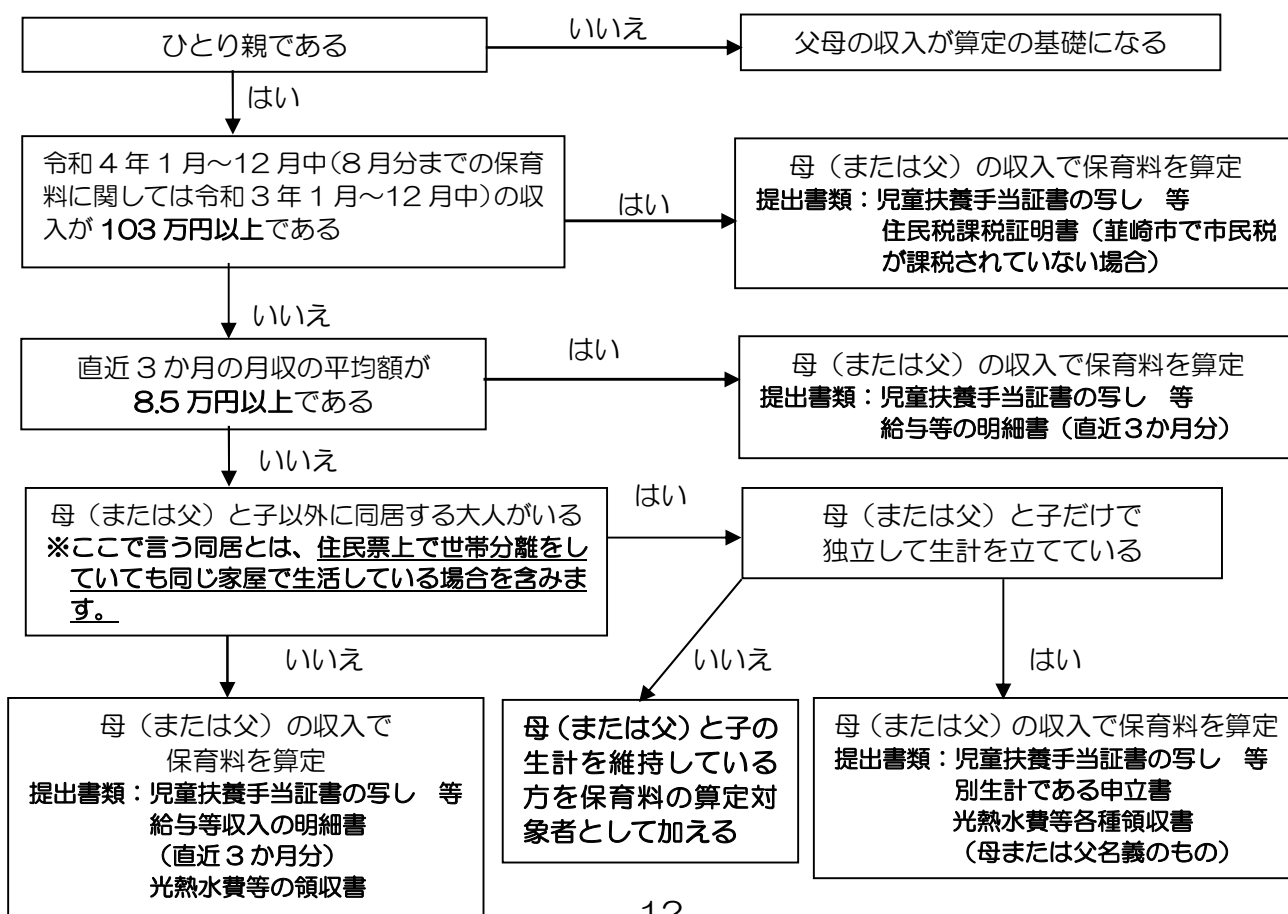 ひとり親である
いいえ
父母の収入が算定の基礎になる
はい
令和４年１月～12月中（８月分までの保育
料に関しては令和３年１月～12月中）の収
入が 103 万円以上である
はい
母（または父）の収入で保育料を算定
提出書類：児童扶養手当証書の写し　等
住民税課税証明書（韮崎市で市民税
が課税されていない場合）
いいえ
直近３か月の月収の平均額が
8.5 万円以上である
はい
母（または父）の収入で保育料を算定
提出書類：児童扶養手当証書の写し　等
給与等の明細書（直近３か月分）
いいえ
母（または父）と子以外に同居する大人がいる
※ここで言う同居とは、住民票上で世帯分離をし
ていても同じ家屋で生活している場合を含みま
す。
はい
母（または父）と子だけで
独立して生計を立てている
いいえ
いいえ
はい
母（または父）の収入で
保育料を算定
提出書類：児童扶養手当証書の写し　等
給与等収入の明細書
（直近３か月分）
光熱水費等の領収書
母（または父）と子の
生計を維持している
方を保育料の算定対
象者として加える
母（または父）の収入で保育料を算定
提出書類：児童扶養手当証書の写し　等
別生計である申立書
光熱水費等各種領収書
（母または父名義のもの）
12